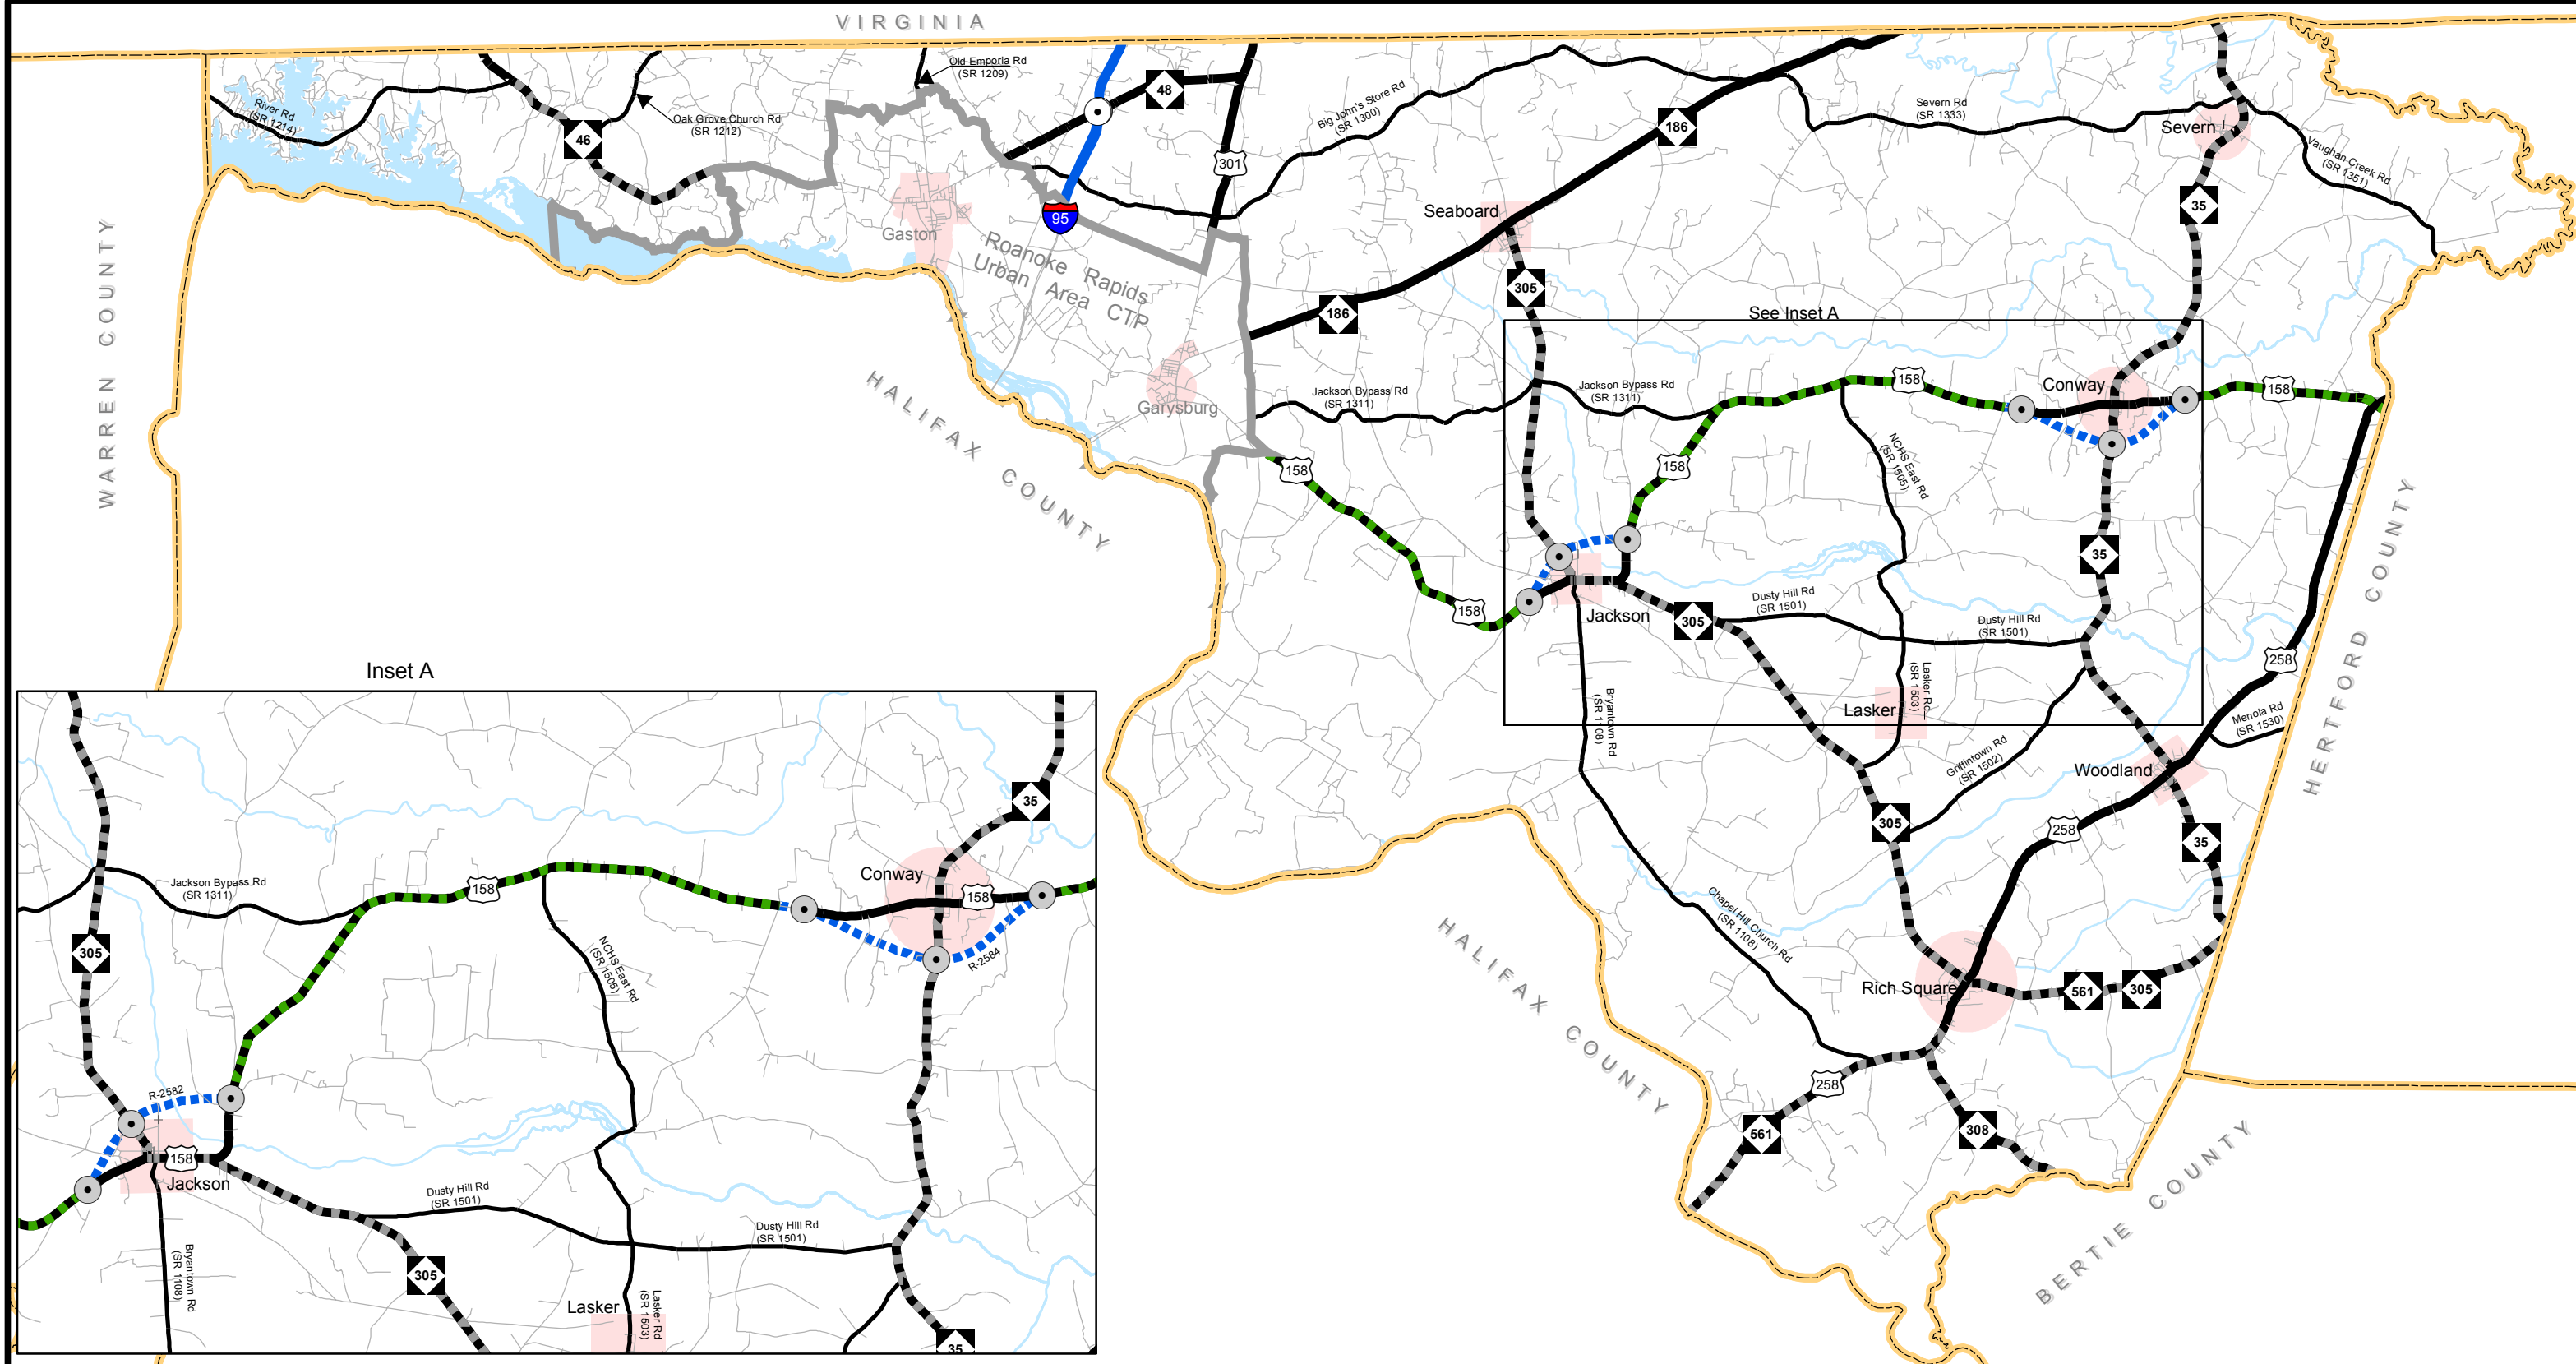 VIRGINIA
Old Emporia Rd
(SR 1209)
River Rd
(SR 1214)
Oak Grove Church Rd
(SR 1212)
46
48
301
95
Big John's Store Rd
(SR 1300)
186
Severn Rd
(SR 1333)
Severn
Vaughan Creek Rd
(SR 1351)
35
Seaboard
Gaston
Roanoke Rapids
Urban Area CTP
WARREN COUNTY
305
186
See Inset A
HALIFAX COUNTY
Garysburg
Jackson Bypass Rd
(SR 1311)
Jackson Bypass Rd
(SR 1311)
158
Conway
158
158
158
NCHS East Rd
(SR 1505)
35
HERTFORD COUNTY
158
Jackson
305
Dusty Hill Rd
(SR 1501)
Dusty Hill Rd
(SR 1501)
258
Bryantown Rd
(SR 1108)
Lasker
Lasker Rd
(SR 1503)
Menola Rd
(SR 1530)
Griffintown Rd
(SR 1502)
Woodland
305
258
35
Chapel Hill Church Rd
(SR 1108)
Rich Square
561
305
HALIFAX COUNTY
258
561
308
BERTIE COUNTY
Inset A
35
Jackson Bypass Rd
(SR 1311)
158
Conway
158
305
NCHS East Rd
(SR 1505)
R-2584
R-2582
158
Jackson
Dusty Hill Rd
(SR 1501)
Dusty Hill Rd
(SR 1501)
Bryantown Rd
(SR 1108)
305
Lasker
Lasker Rd
(SR 1503)
35